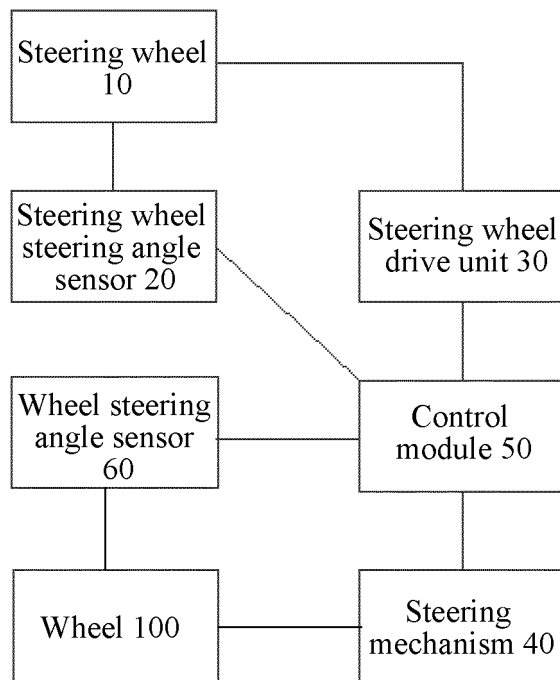 Steering wheel
10
Steering wheel
steering angle
sensor 20
Steering wheel
drive unit 30
Wheel steering
angle sensor
60
Control
module 50
Wheel 100
Steering
mechanism 40